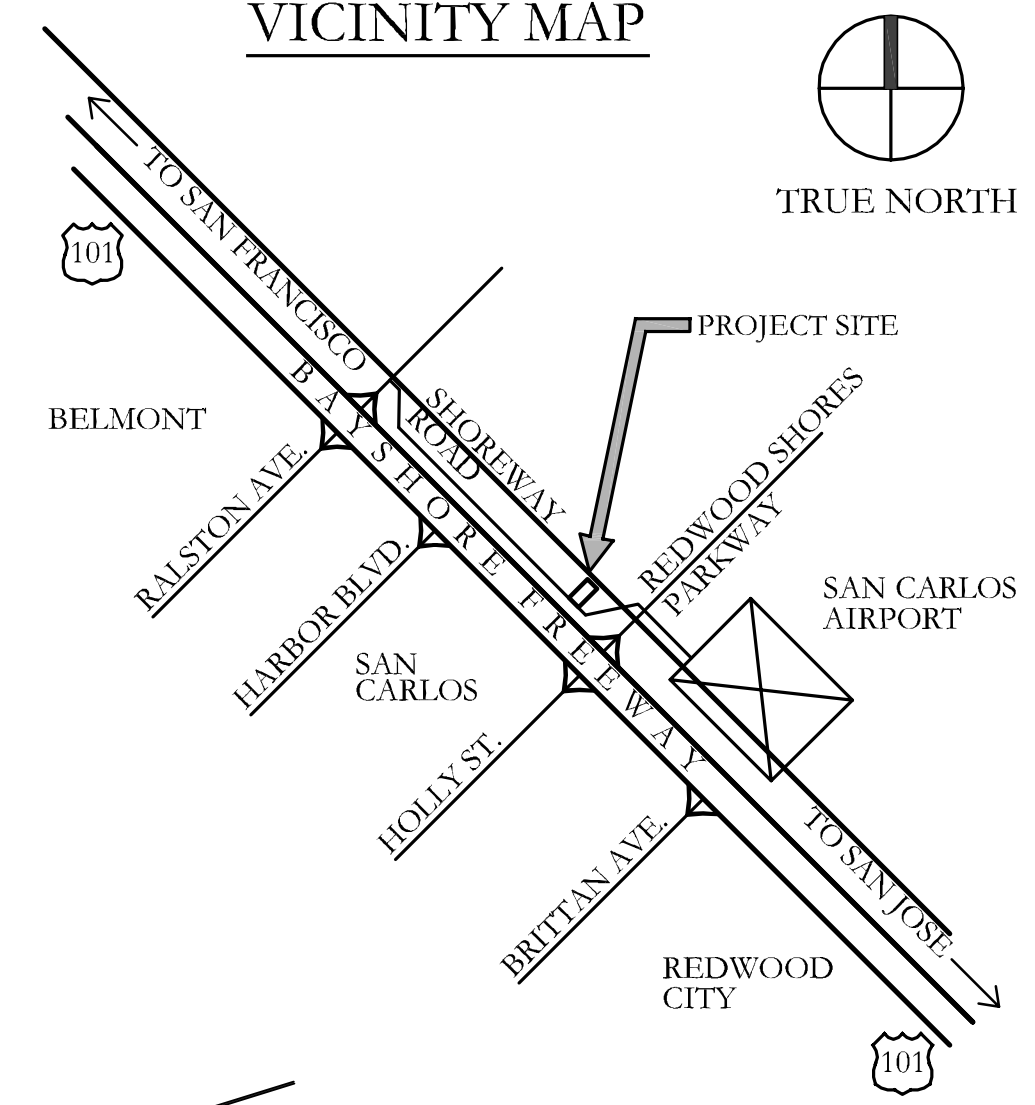 VICINITY MAP
TRUE NORTH
TO SAN FRANCISCO
101
PROJECT SITE
BELMONT
SHOREWAY
ROAD
BAYSHORE FREEWAY
REDWOOD SHORES
PARKWAY
RALSTON AVE.
HARBOR BLVD.
SAN CARLOS
AIRPORT
SAN
CARLOS
HOLLY ST.
BRITTAN AVE.
TO SAN JOSE
REDWOOD
CITY
101